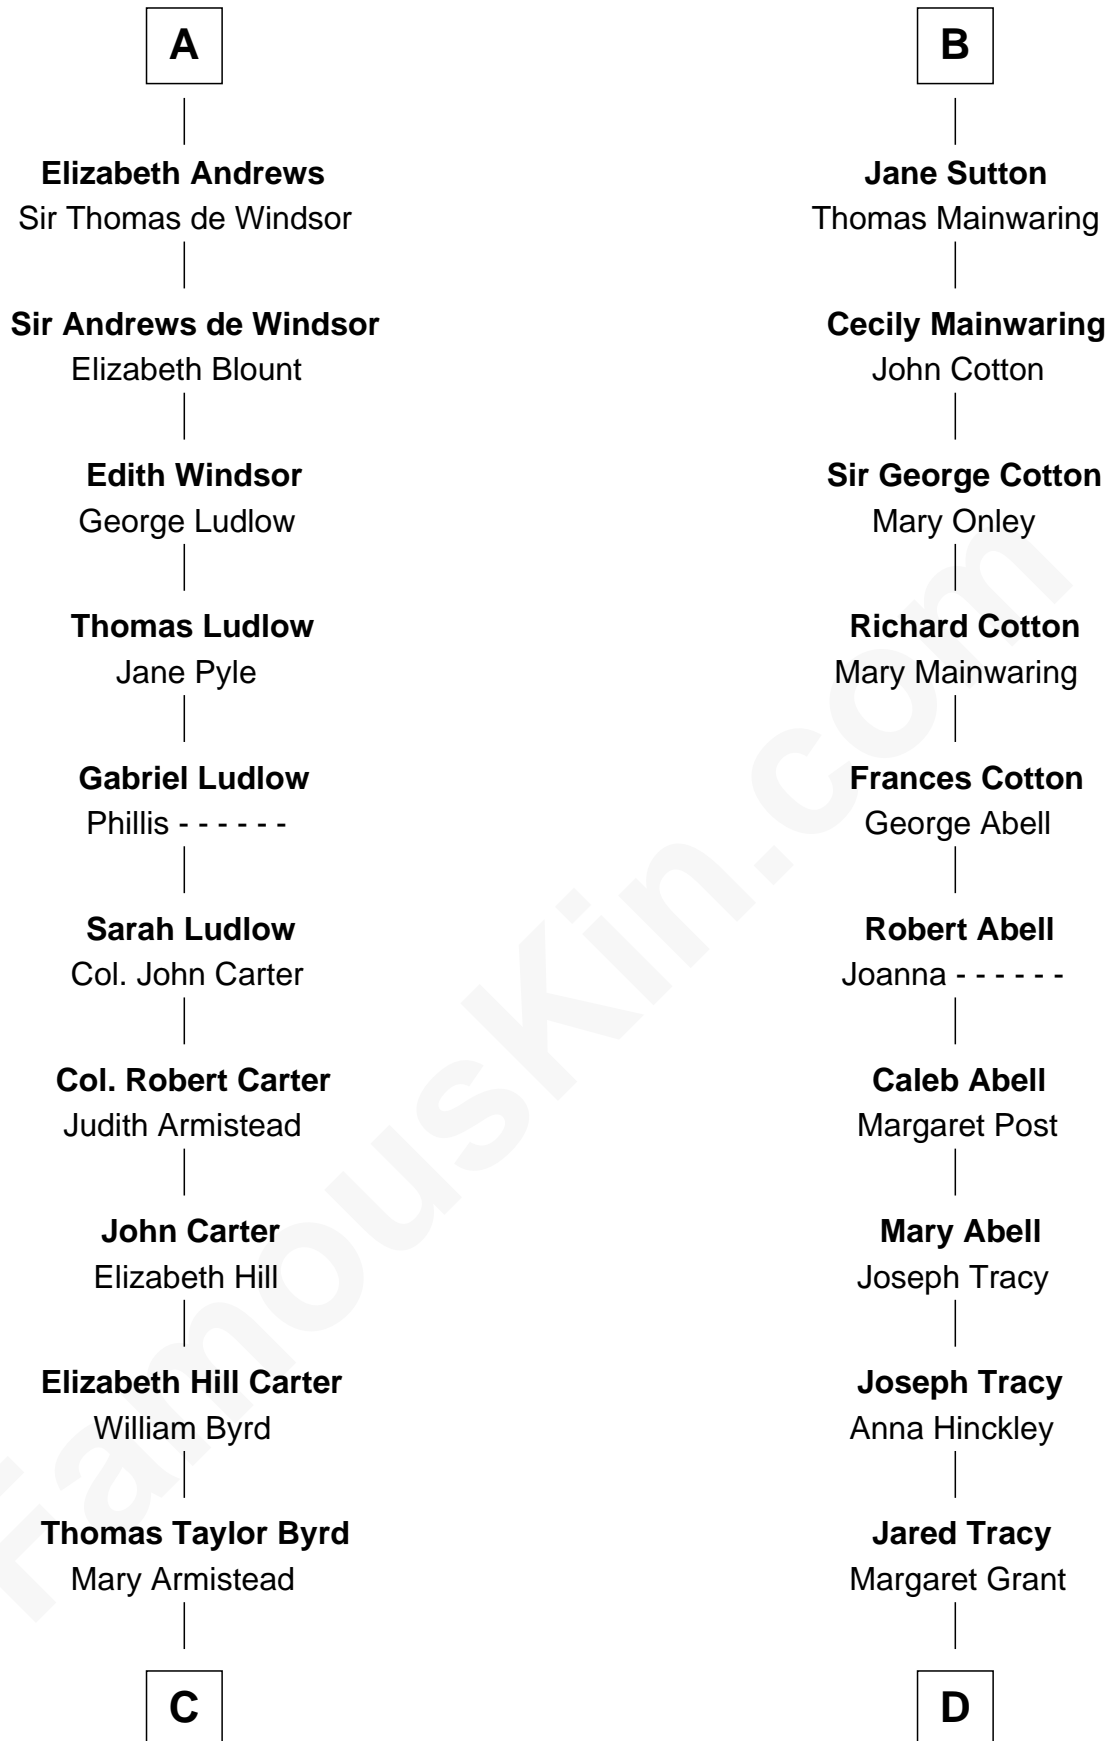 A
Elizabeth Andrews
Sir Thomas de Windsor
Sir Andrews de Windsor
Elizabeth Blount
Edith Windsor
George Ludlow
Thomas Ludlow
Jane Pyle
Gabriel Ludlow
Phillis - - - - - -
Sarah Ludlow
Col. John Carter
Col. Robert Carter
Judith Armistead
John Carter
Elizabeth Hill
Elizabeth Hill Carter
William Byrd
Thomas Taylor Byrd
Mary Armistead
C
B
Jane Sutton
Thomas Mainwaring
Cecily Mainwaring
John Cotton
Sir George Cotton
Mary Onley
Richard Cotton
Mary Mainwaring
Frances Cotton
George Abell
Robert Abell
Joanna - - - - - -
Caleb Abell
Margaret Post
Mary Abell
Joseph Tracy
Joseph Tracy
Anna Hinckley
Jared Tracy
Margaret Grant
D
FamousKin.com